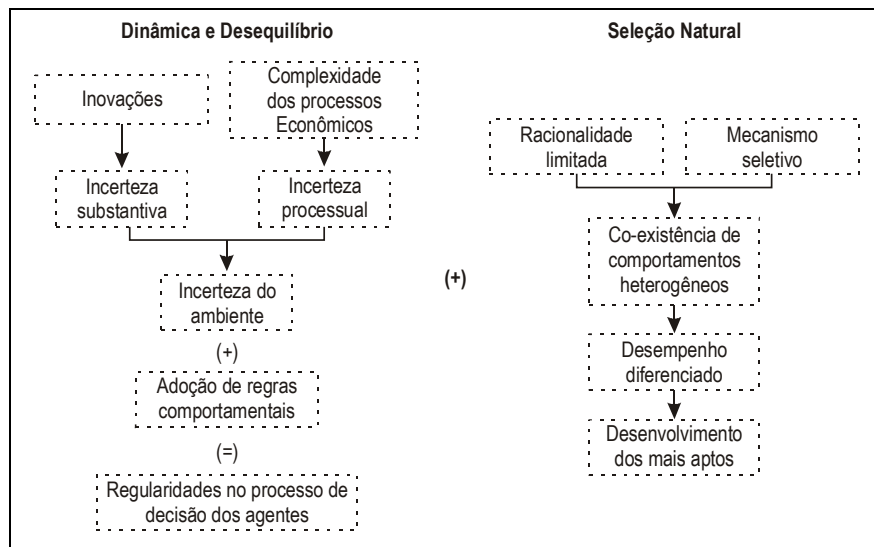 Dinâmica e Desequilíbrio
Inovações
Complexidade
dos processos
Econômicos
Incerteza
substantiva
Incerteza
processual
Incerteza do
ambiente
(+)
Adoção de regras
comportamentais
(=)
Regularidades no processo de
decisão dos agentes
(+)
Seleção Natural
Racionalidade
limitada
Mecanismo
seletivo
Co-existência de
comportamentos
heterogêneos
Desempenho
diferenciado
Desenvolvimento
dos mais aptos